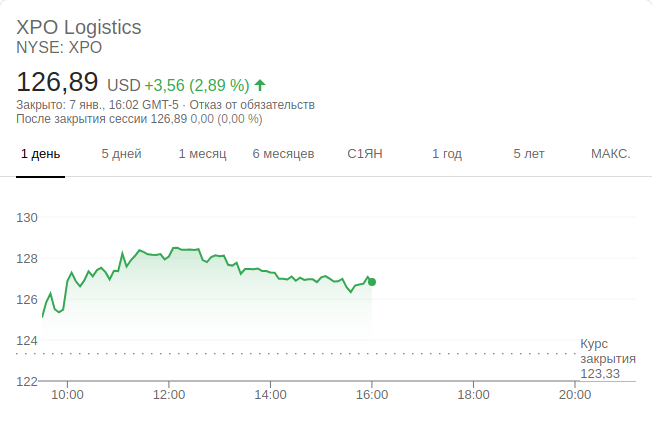 XPO Logistics
NYSE: XPO
126,89 USD +3,56 (2,89 %)
Закрыто: 7 янв., 16:02 GMT-5 · Отказ от обязательств
После закрытия сессии 126,89 0,00 (0,00 %)
1 день 5 дней 1 месяц 6 месяцев С1ЯН 1 год 5 лет МАКС.
130
128
126
124
Курс
закрытия
123,33
122
10:00 12:00 14:00 16:00 18:00 20:00